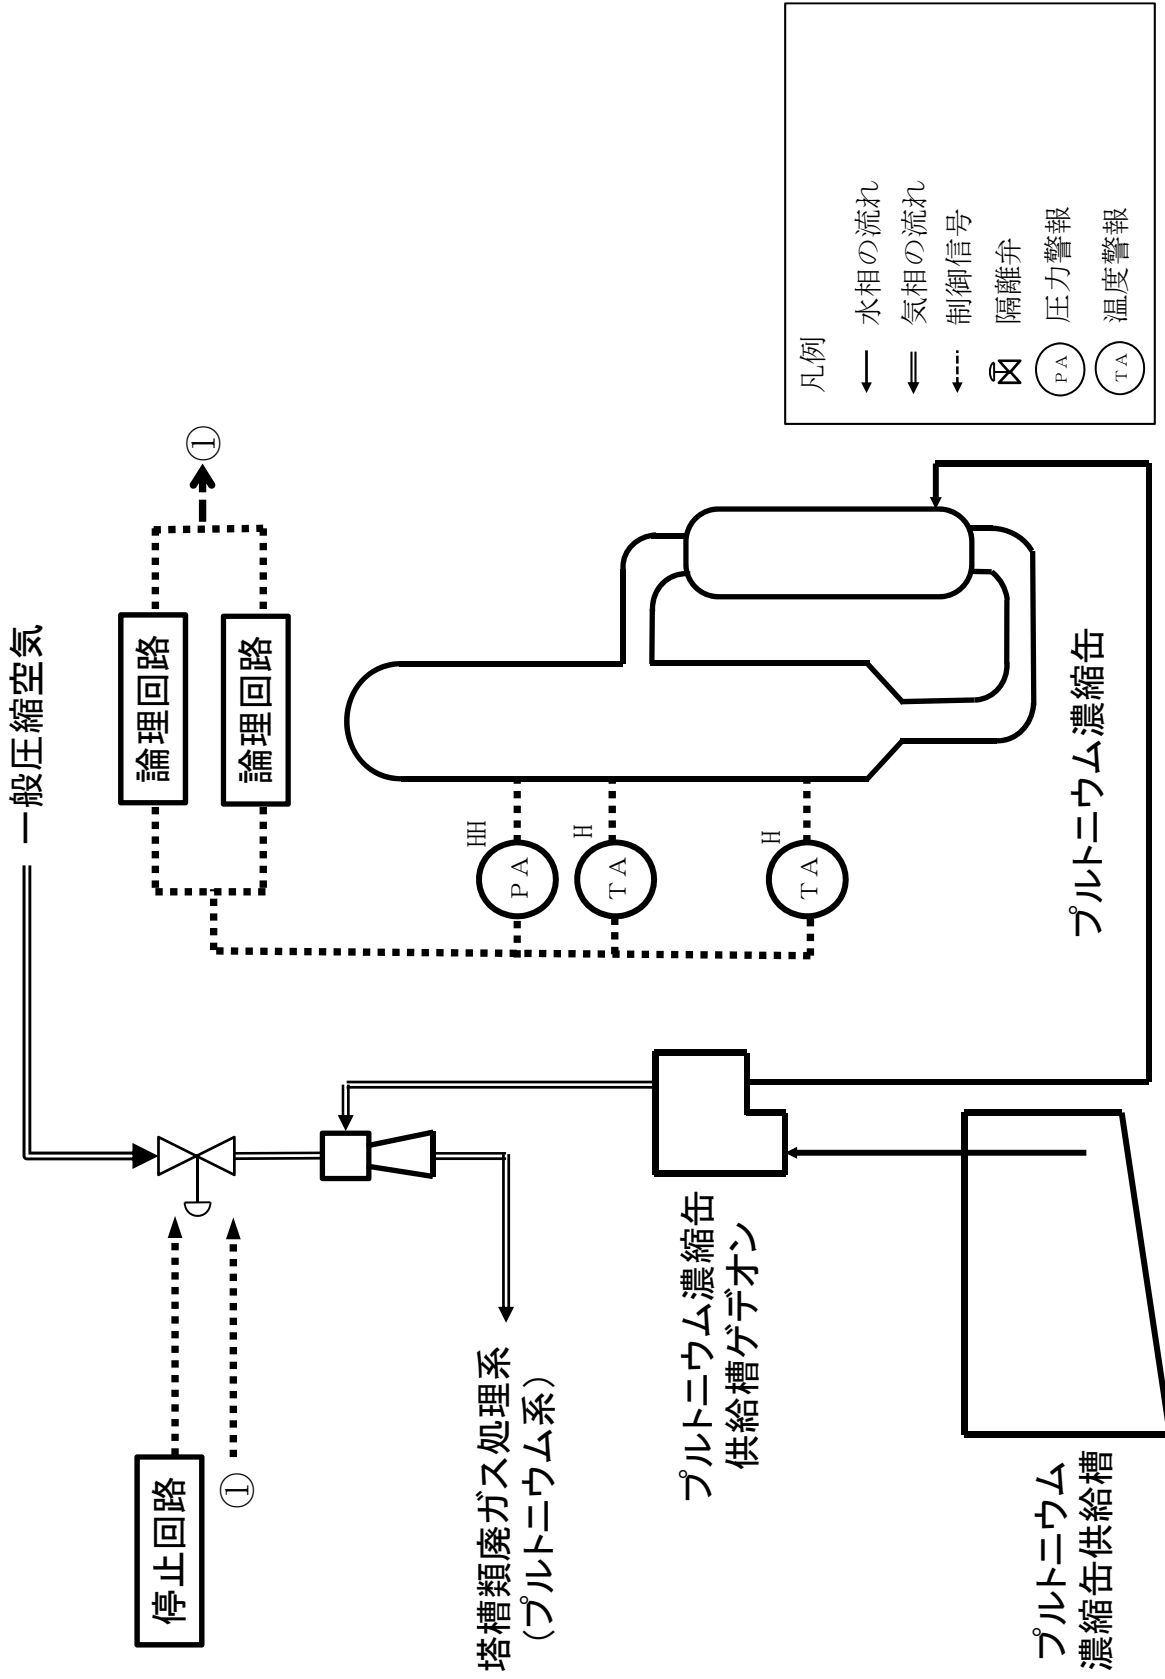 一般圧縮空気
停止回路
①
論理回路
論理回路
①
塔槽類廃ガス処理系
(プルトニウム系)
HH
PA
H
TA
H
TA
プルトニウム濃縮缶
供給槽ゲデオン
プルトニウム
濃縮缶供給槽
プルトニウム濃縮缶
凡例
水相の流れ
気相の流れ
制御信号
隔離弁
PA 圧力警報
TA 温度警報